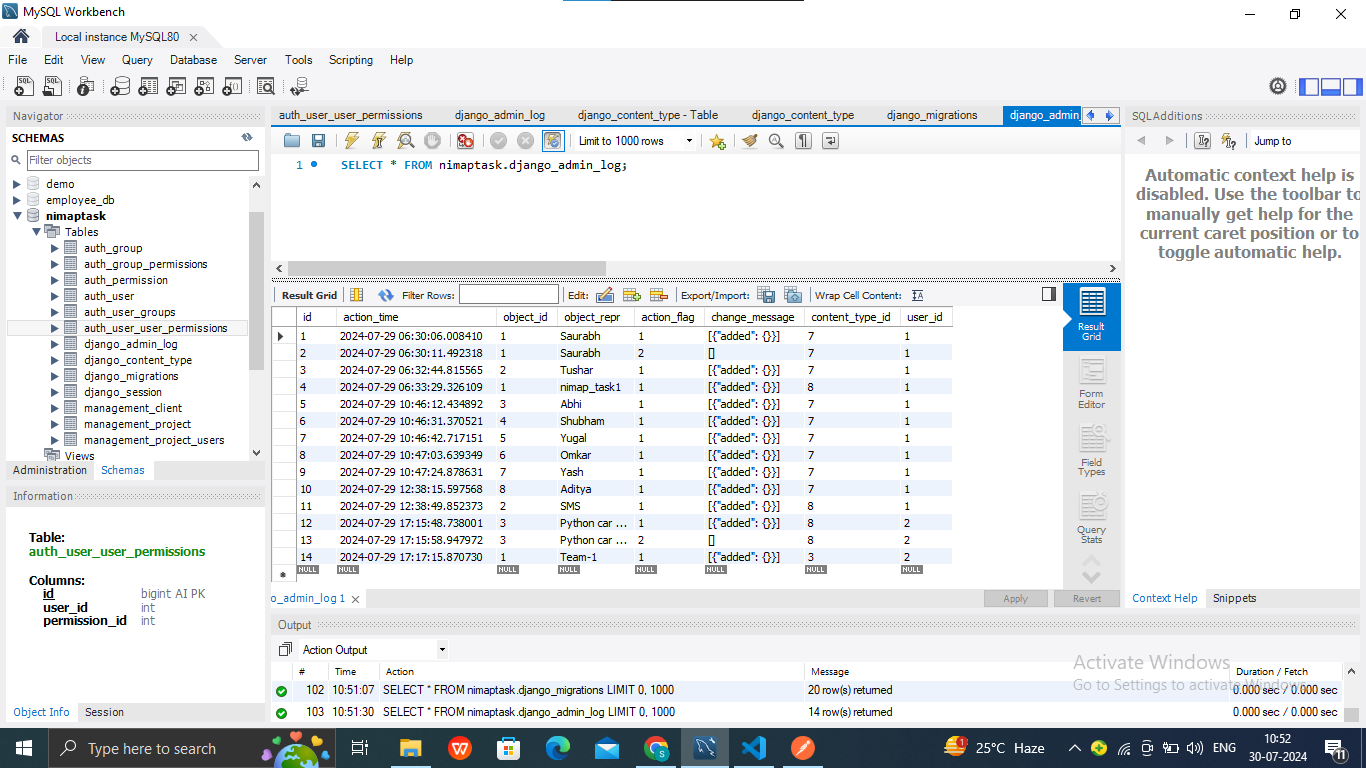 MySQL Workbench
Local instance MySQL80
File Edit View Query Database Server Tools Scripting Help
Navigator
SCHEMAS
Filter objects
demo
employee_db
nimaptask
Tables
auth_group
auth_group_permissions
auth_permission
auth_user
auth_user_groups
auth_user_user_permissions
django_admin_log
django_content_type
django_migrations
django_session
management_client
management_project
management_project_users
Views
Administration Schemas
Information
Table:
auth_user_user_permissions
Columns:
id bigint AI PK
user_id int
permission_id int
Object Info Session
auth_user_user_permissions django_admin_log django_content_type - Table django_content_type django_migrations django_admin_
Limit to 1000 rows
1 SELECT * FROM nimaptask.django_admin_log;
Result Grid Filter Rows: Edit: Export/Import: Wrap Cell Content:
id action_time object_id object_repr action_flag change_message content_type_id user_id
1 2024-07-29 06:30:06.008410 1 Saurabh 1 [{"added": {}}] 7 1
2 2024-07-29 06:30:11.492318 1 Saurabh 2 [] 7 1
3 2024-07-29 06:32:44.815565 2 Tushar 1 [{"added": {}}] 7 1
4 2024-07-29 06:33:29.326109 1 nimap_task1 1 [{"added": {}}] 8 1
5 2024-07-29 10:46:12.434892 3 Abhi 1 [{"added": {}}] 7 1
6 2024-07-29 10:46:31.370521 4 Shubham 1 [{"added": {}}] 7 1
7 2024-07-29 10:46:42.717151 5 Yugal 1 [{"added": {}}] 7 1
8 2024-07-29 10:47:03.639349 6 Omkar 1 [{"added": {}}] 7 1
9 2024-07-29 10:47:24.878631 7 Yash 1 [{"added": {}}] 7 1
10 2024-07-29 12:38:15.597568 8 Aditya 1 [{"added": {}}] 7 1
11 2024-07-29 12:38:49.852373 2 SMS 1 [{"added": {}}] 8 1
12 2024-07-29 17:15:48.738001 3 Python car ... 1 [{"added": {}}] 8 2
13 2024-07-29 17:15:58.947972 3 Python car ... 2 [] 8 2
14 2024-07-29 17:17:15.870730 1 Team-1 1 [{"added": {}}] 3 2
NULL NULL NULL NULL NULL NULL NULL NULL
Result
Grid
Form
Editor
Field
Types
Query
Stats
o_admin_log 1
Apply Revert
SQLAdditions
Jump to
Automatic context help is
disabled. Use the toolbar to
manually get help for the
current caret position or to
toggle automatic help.
Context Help Snippets
Output
Action Output
# Time Action Message Duration / Fetch
102 10:51:07 SELECT * FROM nimaptask.django_migrations LIMIT 0, 1000 20 row(s) returned 0.000 sec / 0.000 sec
103 10:51:30 SELECT * FROM nimaptask.django_admin_log LIMIT 0, 1000 14 row(s) returned 0.000 sec / 0.000 sec
Activate Windows
Go to Settings to activate Windows.
Type here to search
1
25°C Haze
ENG
10:52
30-07-2024
11